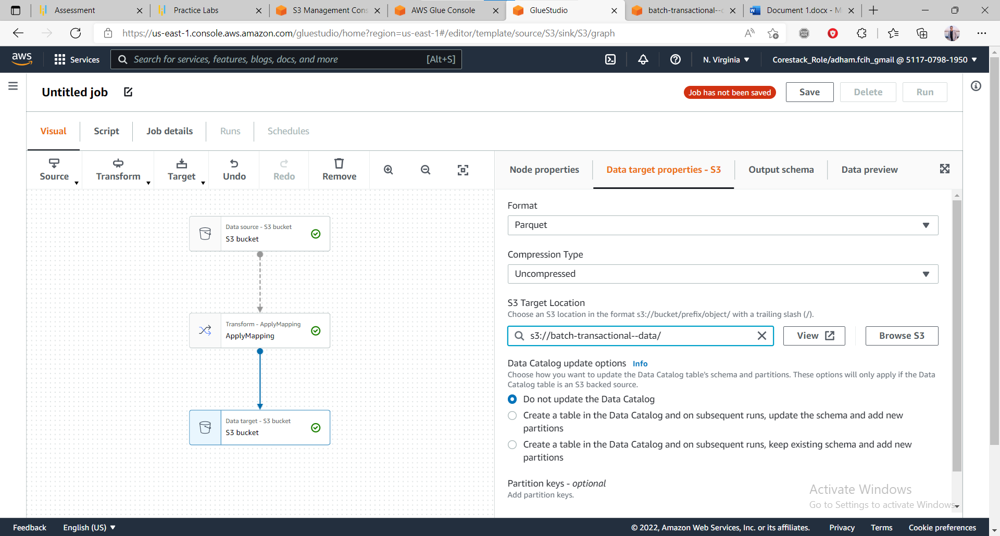 Assessment
Practice Labs
S3 Management Cons
AWS Glue Console
GlueStudio
batch-transactional--c
Document 1.docx - M
https://us-east-1.console.aws.amazon.com/gluestudio/home?region=us-east-1#/editor/template/source/S3/sink/S3/graph
aws
Services
Search for services, features, blogs, docs, and more
[Alt+S]
N. Virginia
Corestack_Role/adham.fcih_gmail @ 5117-0798-1950
Untitled job
Job has not been saved
Save
Delete
Run
Visual
Script
Job details
Runs
Schedules
Source
Transform
Target
Undo
Redo
Remove
Node properties
Data target properties - S3
Output schema
Data preview
Data source - S3 bucket
S3 bucket
Transform - ApplyMapping
ApplyMapping
Data target - S3 bucket
S3 bucket
Format
Parquet
Compression Type
Uncompressed
S3 Target Location
Choose an S3 location in the format s3://bucket/prefix/object/ with a trailing slash (/).
s3://batch-transactional--data/
View
Browse S3
Data Catalog update options Info
Choose how you want to update the Data Catalog table's schema and partitions. These options will only apply if the Data
Catalog table is an S3 backed source.
Do not update the Data Catalog
Create a table in the Data Catalog and on subsequent runs, update the schema and add new
partitions
Create a table in the Data Catalog and on subsequent runs, keep existing schema and add new
partitions
Partition keys - optional
Add partition keys.
Activate Windows
Go to Settings to activate Windows.
Feedback
English (US)
© 2022, Amazon Web Services, Inc. or its affiliates.
Privacy
Terms
Cookie preferences